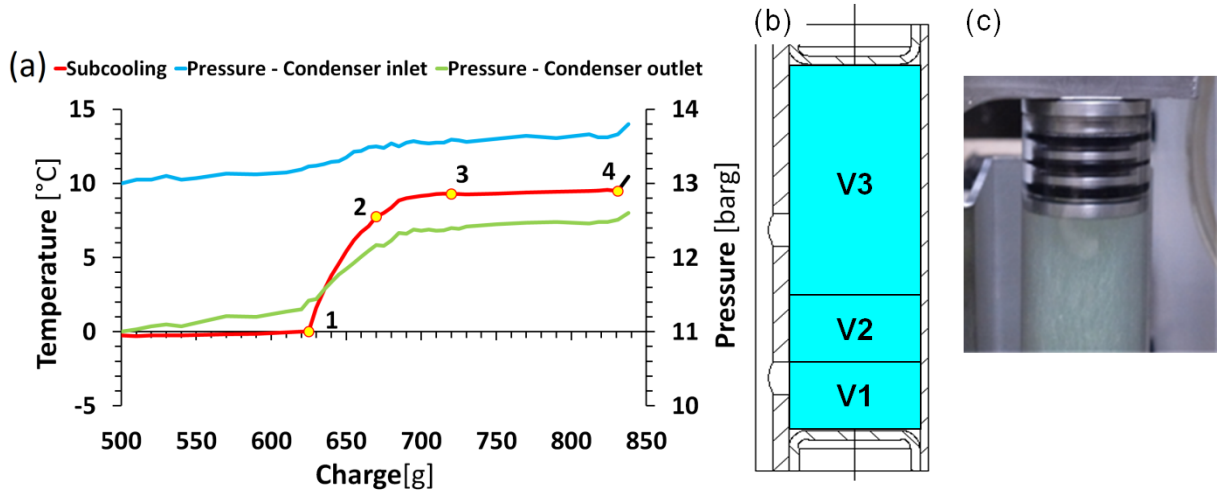 (a)
Subcooling Pressure - Condenser inlet Pressure - Condenser outlet
15
10
5
0
-5
Temperature [°C]
14
13
12
11
10
Pressure [barg]
1
2
3
4
500 550 600 650 700 750 800 850
Charge[g]
(b)
V3
V2
V1
(c)